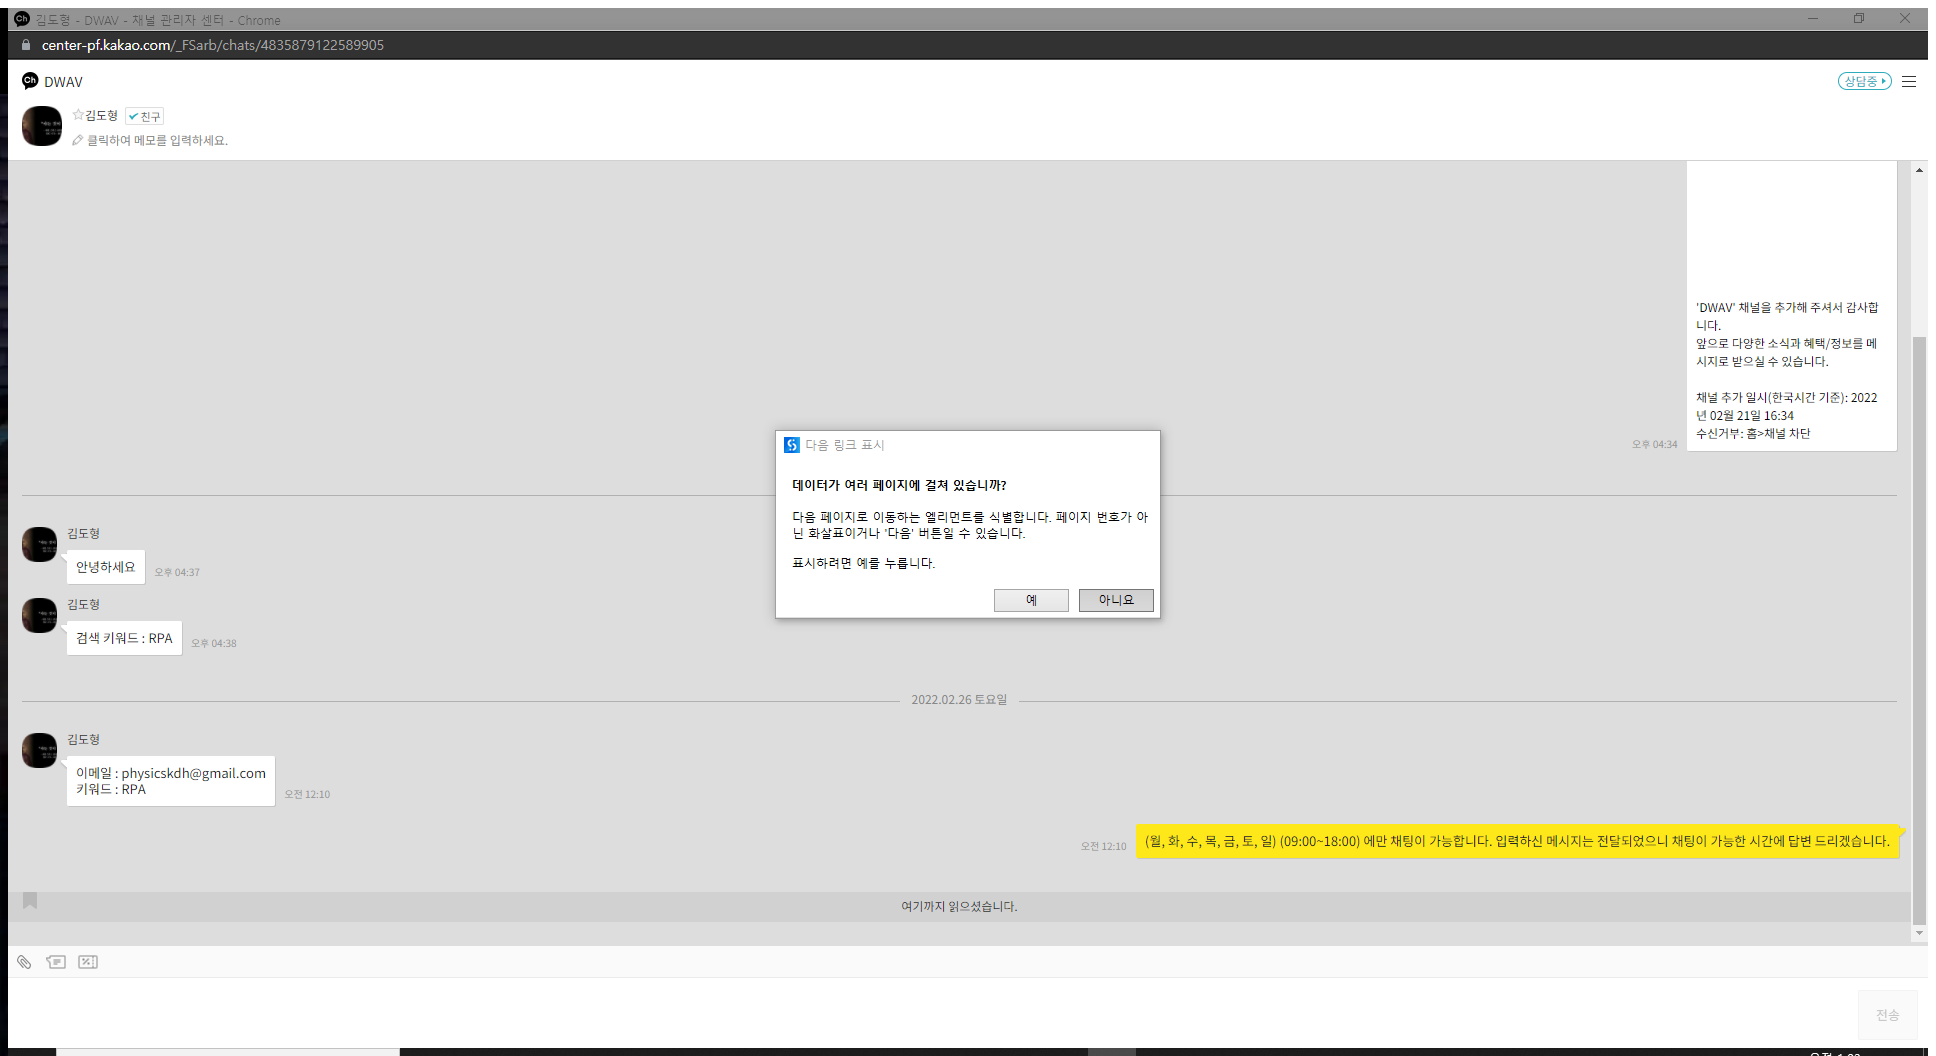 김도형 - DWAV - 채널 관리자 센터 - Chrome
center-pf.kakao.com/_FSarb/chats/4835879122589905
Ch DWAV
상담중
김도형 친구
클릭하여 메모를 입력하세요.
'DWAV' 채널을 추가해 주셔서 감사합
니다.
앞으로 다양한 소식과 혜택/정보를 메
시지로 받으실 수 있습니다.
채널 추가 일시(한국시간 기준): 2022
년 02월 21일 16:34
수신거부: 홈>채널 차단
오후 04:34
다음 링크 표시
데이터가 여러 페이지에 걸쳐 있습니까?
다음 페이지로 이동하는 엘리먼트를 식별합니다. 페이지 번호가 아
닌 화살표이거나 '다음' 버튼일 수 있습니다.
표시하려면 예를 누릅니다.
예
아니요
김도형
안녕하세요
오후 04:37
김도형
검색 키워드 : RPA
오후 04:38
2022.02.26 토요일
김도형
이메일 : physicskdh@gmail.com
키워드 : RPA
오전 12:10
오전 12:10
(월, 화, 수, 목, 금, 토, 일) (09:00~18:00) 에만 채팅이 가능합니다. 입력하신 메시지는 전달되었으니 채팅이 가능한 시간에 답변 드리겠습니다.
여기까지 읽으셨습니다.
전송